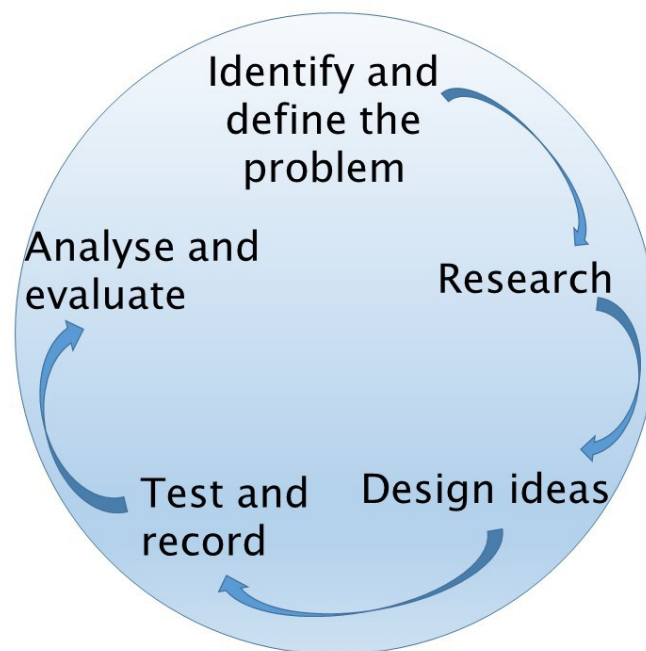 Identify and
define the
problem
Research
Design ideas
Test and
record
Analyse and
evaluate